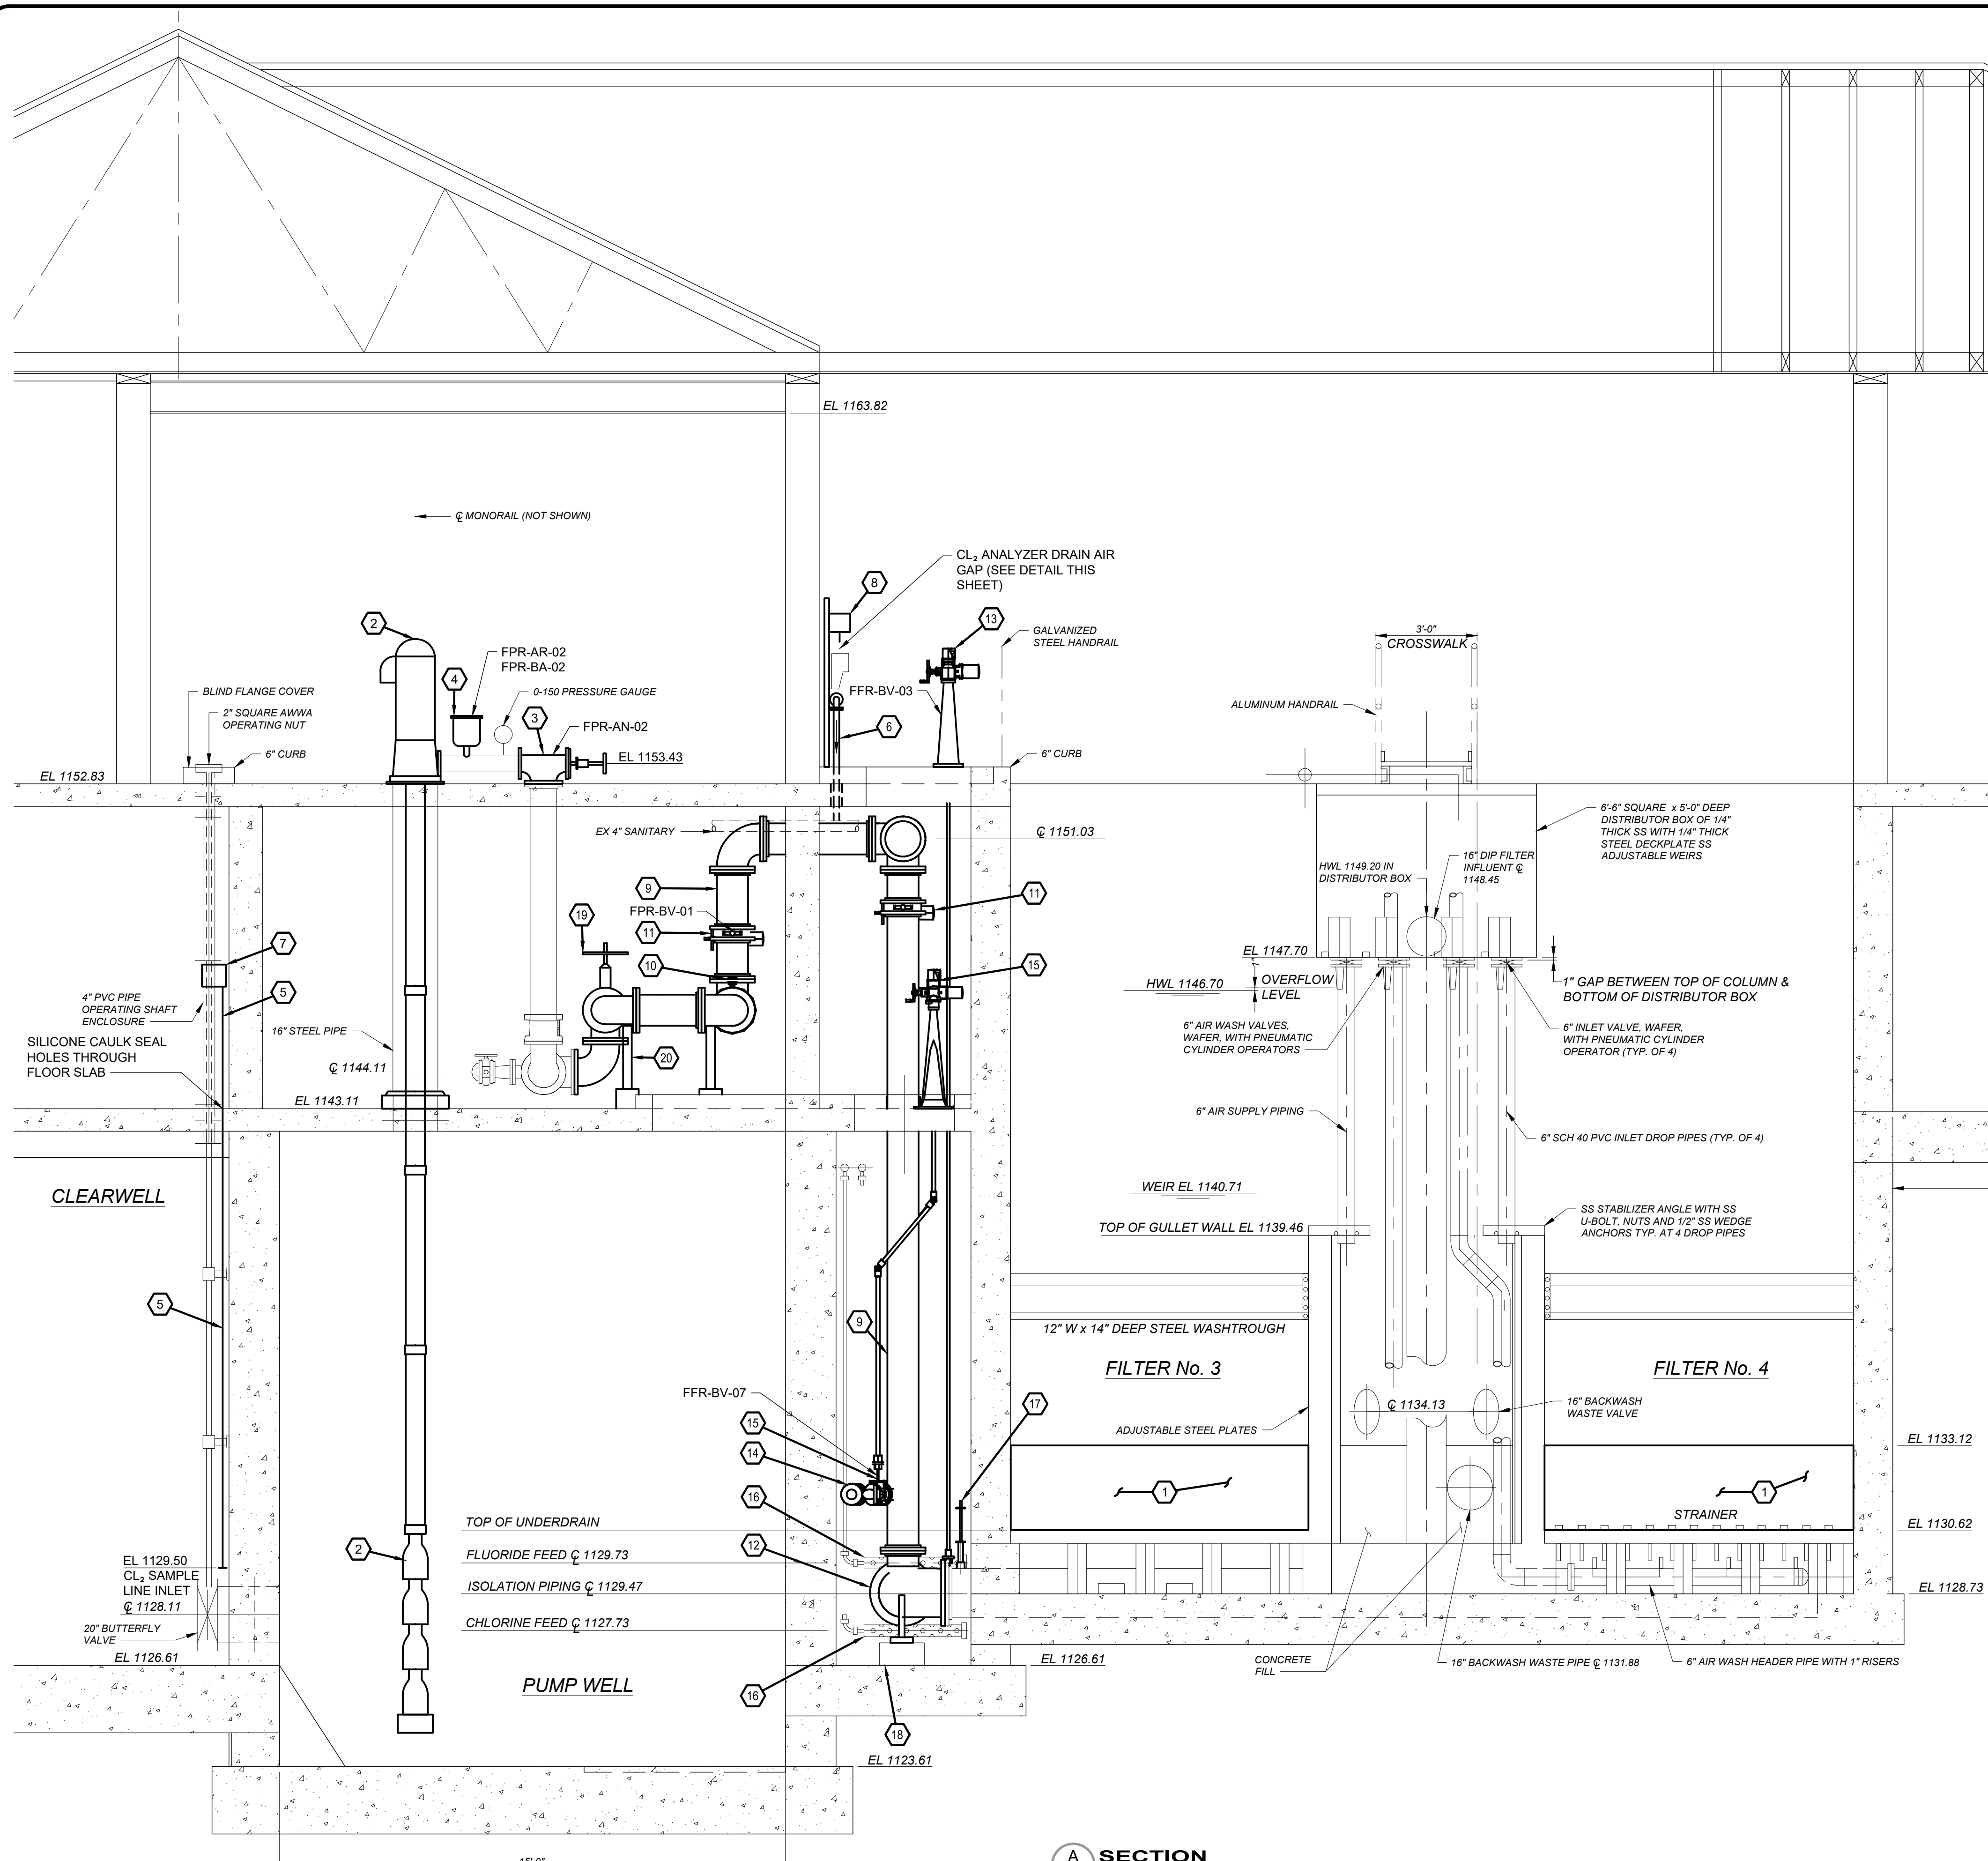 EL 1163.82
℄ MONORAIL (NOT SHOWN)
CL₂ ANALYZER DRAIN AIR
GAP (SEE DETAIL THIS
SHEET)
8
2
13
GALVANIZED
STEEL HANDRAIL
3'-0"
CROSSWALK
FPR-AR-02
FPR-BA-02
4
BLIND FLANGE COVER
0-150 PRESSURE GAUGE
FFR-BV-03
ALUMINUM HANDRAIL
2" SQUARE AWWA
OPERATING NUT
3
FPR-AN-02
6
6" CURB
EL 1153.43
6" CURB
EL 1152.83
6'-6" SQUARE x 5'-0" DEEP
DISTRIBUTOR BOX OF 1/4"
THICK SS WITH 1/4" THICK
STEEL DECKPLATE SS
ADJUSTABLE WEIRS
EX 4" SANITARY
℄ 1151.03
HWL 1149.20 IN
DISTRIBUTOR BOX
16" DIP FILTER
INFLUENT ℄
1148.45
9
11
FPR-BV-01
19
11
7
10
15
EL 1147.70
1'
HWL 1146.70
OVERFLOW
LEVEL
1" GAP BETWEEN TOP OF COLUMN &
BOTTOM OF DISTRIBUTOR BOX
5
4" PVC PIPE
OPERATING SHAFT
ENCLOSURE
16" STEEL PIPE
6" AIR WASH VALVES,
WAFER, WITH PNEUMATIC
CYLINDER OPERATORS
6" INLET VALVE, WAFER,
WITH PNEUMATIC CYLINDER
OPERATOR (TYP. OF 4)
SILICONE CAULK SEAL
HOLES THROUGH
FLOOR SLAB
20
℄ 1144.11
EL 1143.11
6" AIR SUPPLY PIPING
6" SCH 40 PVC INLET DROP PIPES (TYP. OF 4)
CLEARWELL
WEIR EL 1140.71
TOP OF GULLET WALL EL 1139.46
SS STABILIZER ANGLE WITH SS
U-BOLT, NUTS AND 1/2" SS WEDGE
ANCHORS TYP. AT 4 DROP PIPES
5
9
12" W x 14" DEEP STEEL WASHTROUGH
FILTER No. 3
FILTER No. 4
FFR-BV-07
17
℄ 1134.13
16" BACKWASH
WASTE VALVE
15
ADJUSTABLE STEEL PLATES
EL 1133.12
14
16
1
1
STRAINER
TOP OF UNDERDRAIN
EL 1130.62
2
12
EL 1129.50
CL₂ SAMPLE
LINE INLET
℄ 1128.11
FLUORIDE FEED ℄ 1129.73
ISOLATION PIPING ℄ 1129.47
CHLORINE FEED ℄ 1127.73
EL 1128.73
20" BUTTERFLY
VALVE
EL 1126.61
EL 1126.61
CONCRETE
FILL
16" BACKWASH WASTE PIPE ℄ 1131.88
6" AIR WASH HEADER PIPE WITH 1" RISERS
PUMP WELL
16
18
EL 1123.61
15'-0"
A
SECTION